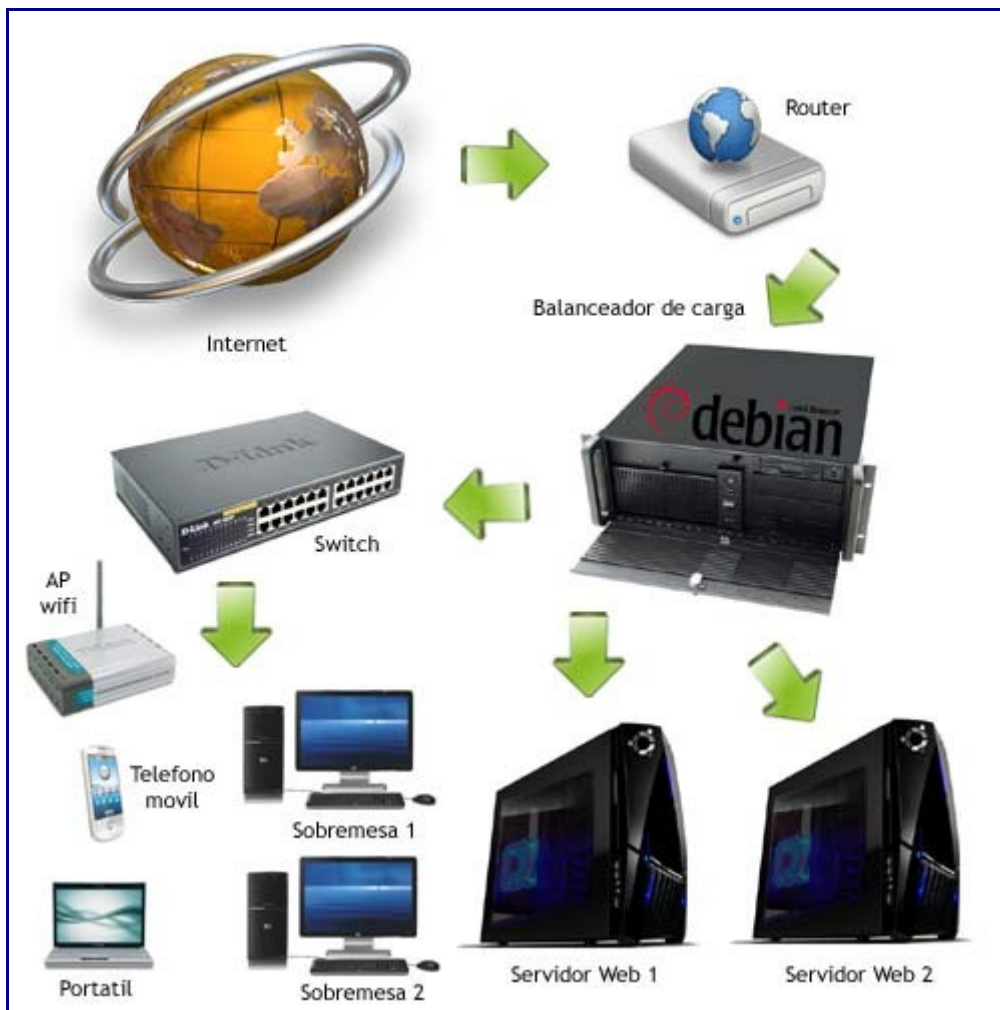 Router
Balanceador de carga
Internet
debian
D-Link
Switch
AP
wifi
Telefono
movil
Sobremesa 1
Portatil
Sobremesa 2
Servidor Web 1
Servidor Web 2